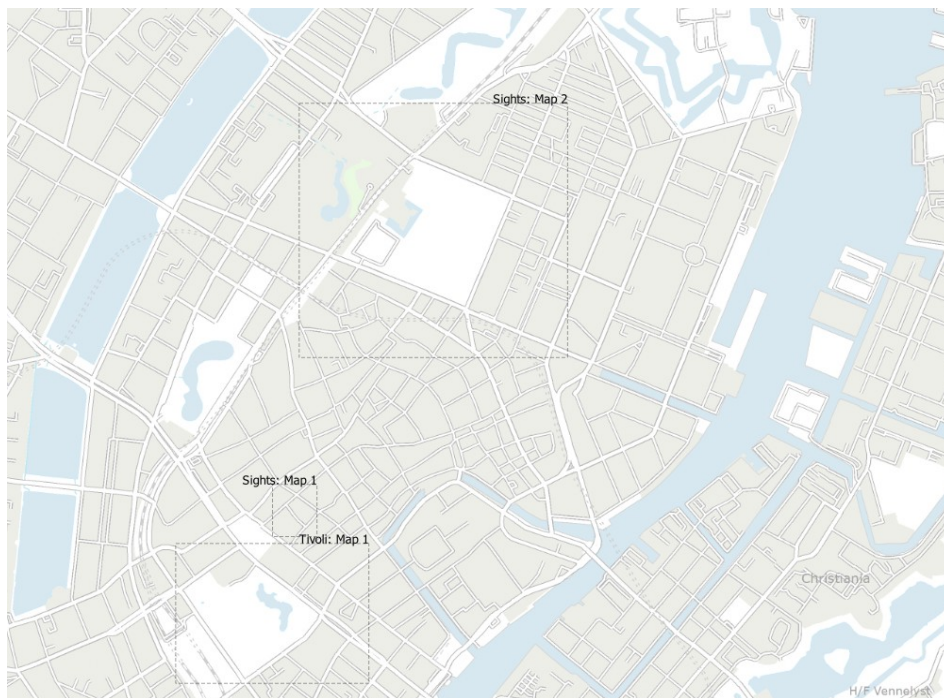 Sights: Map 2
Sights: Map 1
Tivoli: Map 1
Christiania
H/F Vennelyst